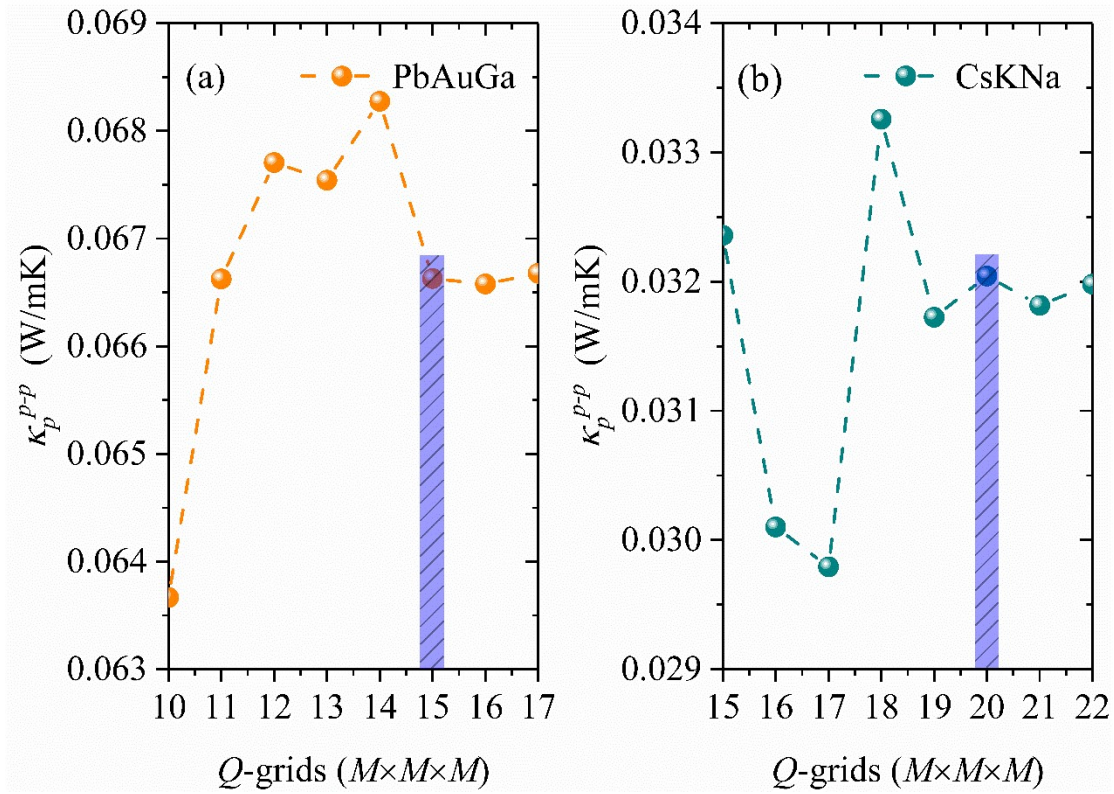 (a) PbAuGa
0.069
0.068
0.067
0.066
0.065
0.064
0.063
κₚᵖ⁻ᵖ (W/mK)
10 11 12 13 14 15 16 17
Q-grids (M×M×M)
(b) CsKNa
0.034
0.033
0.032
0.031
0.030
0.029
κₚᵖ⁻ᵖ (W/mK)
15 16 17 18 19 20 21 22
Q-grids (M×M×M)